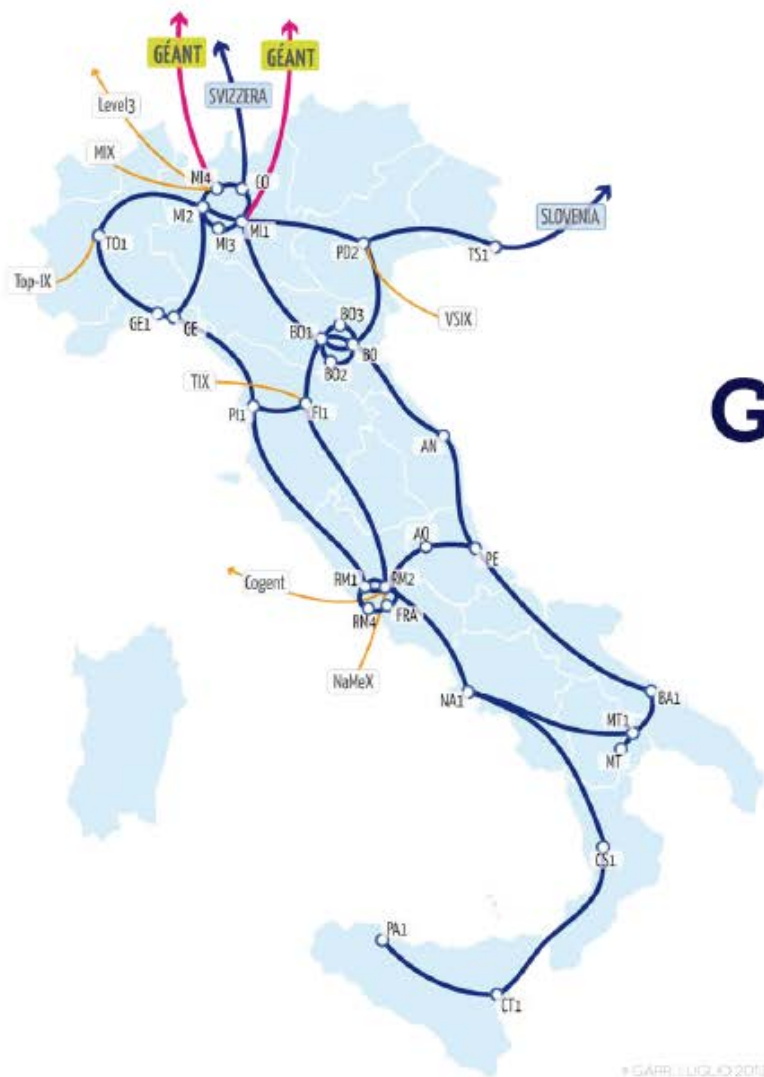 GÉANT
GÉANT
SVIZZERA
Level3
MIX
MI4
CO
MI2
MI1
MI3
TO1
PD2
TS1
SLOVENIA
Top-IX
VSIX
GE1
GE
BO3
BO1
BO
BO2
TIX
PI1
FI1
G
AN
AQ
PE
RM1
RM2
Cogent
RM4
FRA
NaMeX
NA1
BA1
MT1
MT
CS1
PA1
CT1
GARR, LUGLIO